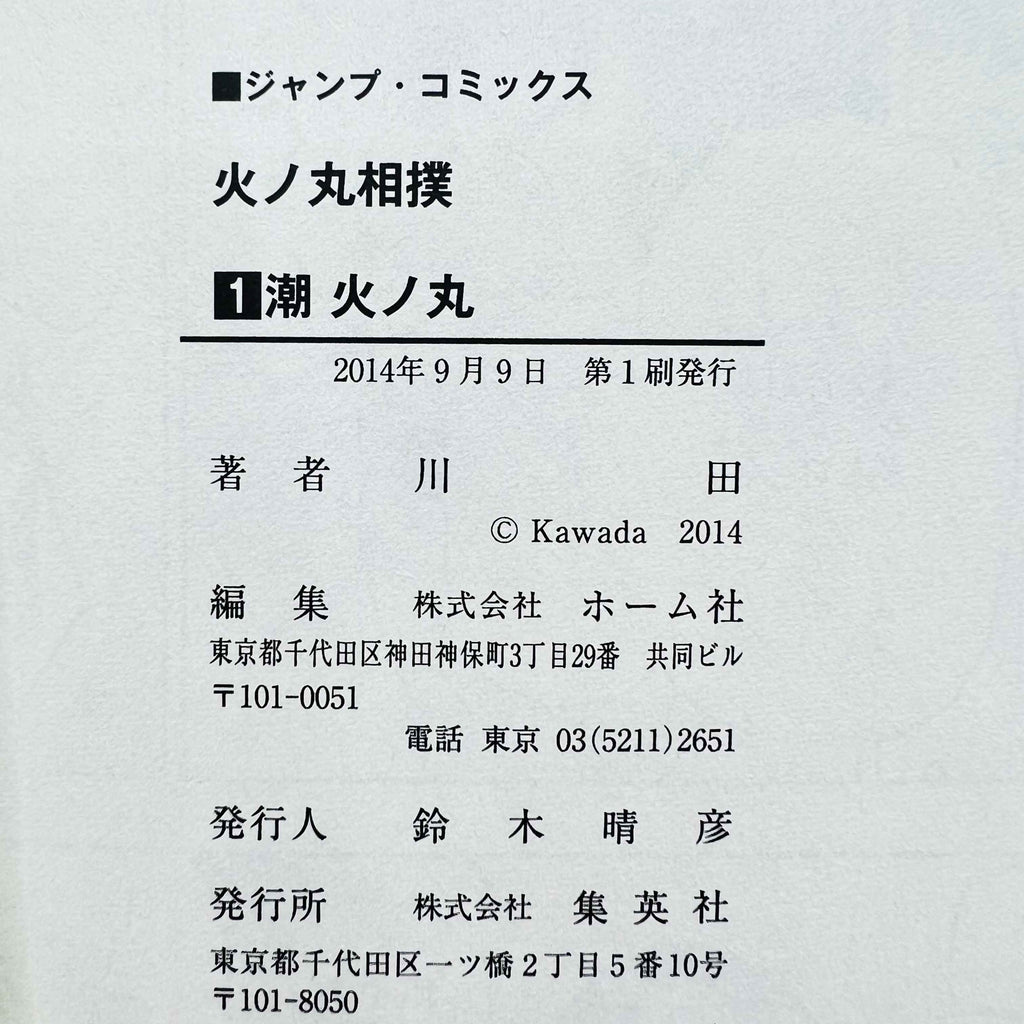 ■ジャンプ・コミックス
火ノ丸相撲
1潮 火ノ丸
2014年9月9日 第1刷発行
著者 川田
© Kawada 2014
編集 株式会社 ホーム社
東京都千代田区神田神保町3丁目29番 共同ビル
〒101-0051
電話 東京 03(5211)2651
発行人 鈴木晴彦
発行所 株式会社 集英社
東京都千代田区一ツ橋2丁目5番10号
〒101-8050